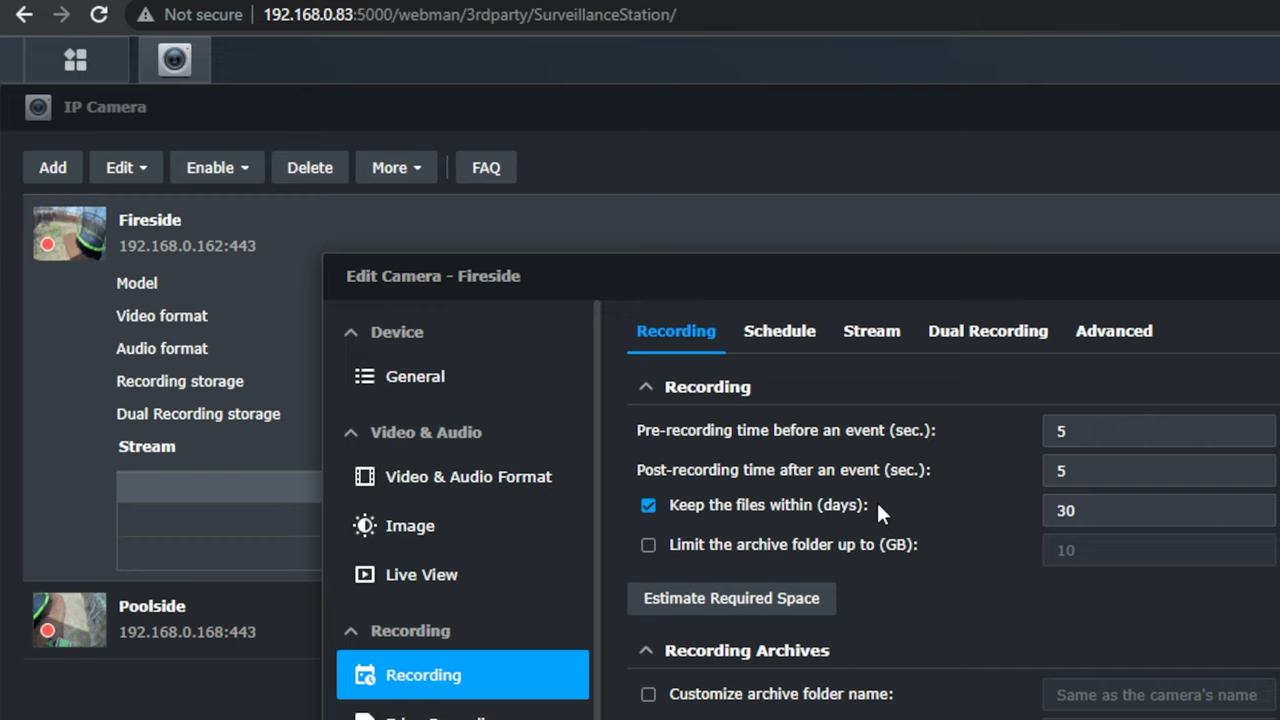 Not secure 192.168.0.83:5000/webman/3rdparty/SurveillanceStation/
IP Camera
Add Edit Enable Delete More FAQ
Fireside
192.168.0.162:443
Model
Video format
Audio format
Recording storage
Dual Recording storage
Stream
Poolside
192.168.0.168:443
Edit Camera - Fireside
Device
General
Video & Audio
Video & Audio Format
Image
Live View
Recording
Recording
Recording Schedule Stream Dual Recording Advanced
Recording
Pre-recording time before an event (sec.): 5
Post-recording time after an event (sec.): 5
Keep the files within (days): 30
Limit the archive folder up to (GB): 10
Estimate Required Space
Recording Archives
Customize archive folder name: Same as the camera's name